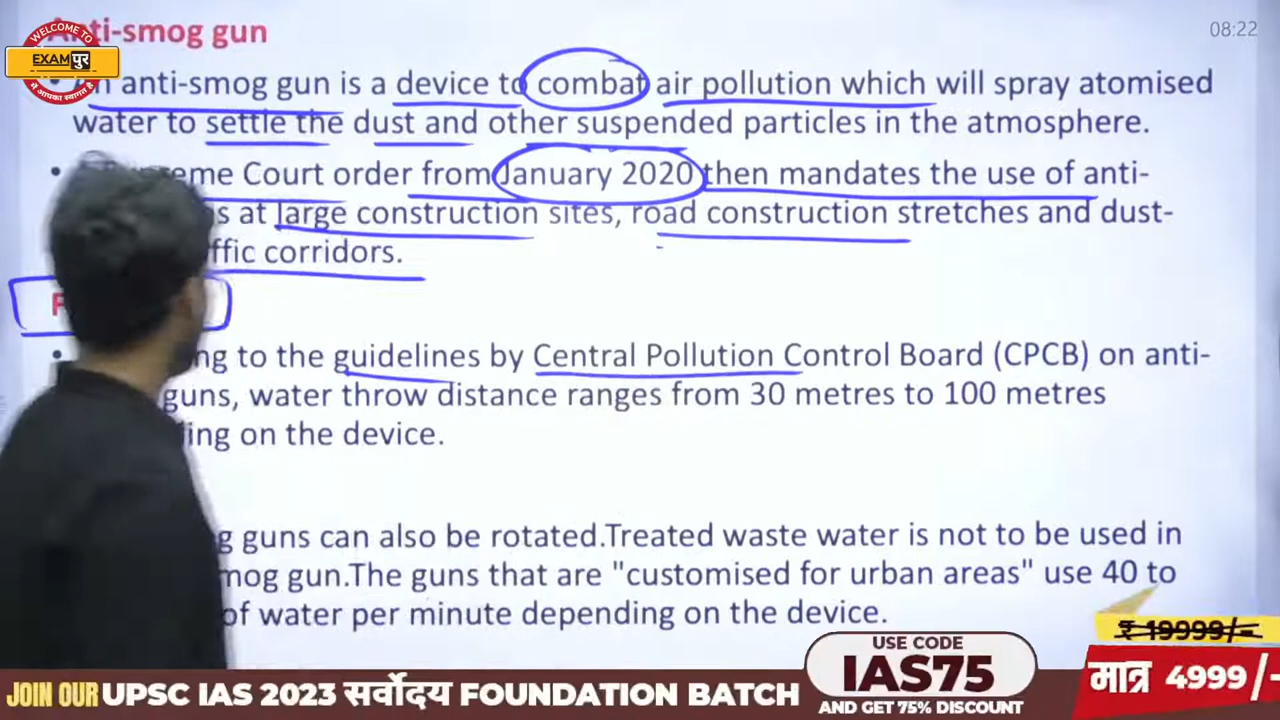 Anti-smog gun
08:22
WELCOME TO
EXAMपुर
में आपका स्वागत है
anti-smog gun is a device to combat air pollution which will spray atomised
water to settle the dust and other suspended particles in the atmosphere.
• Court order from January 2020 then mandates the use of anti-
at large construction sites, road construction stretches and dust-
corridors.
• to the guidelines by Central Pollution Control Board (CPCB) on anti-
guns, water throw distance ranges from 30 metres to 100 metres
on the device.
guns can also be rotated.Treated waste water is not to be used in
gun.The guns that are "customised for urban areas" use 40 to
of water per minute depending on the device.
₹ 19999/-
मात्र 4999/-
USE CODE
IAS75
AND GET 75% DISCOUNT
JOIN OUR UPSC IAS 2023 सर्वोदय FOUNDATION BATCH